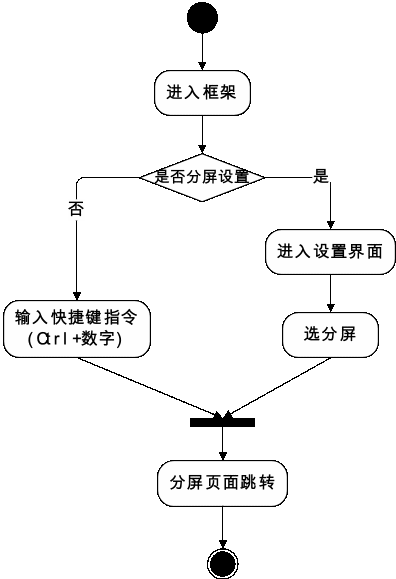 进入框架
是否分屏设置
是
否
进入设置界面
输入快捷键指令
(Ctrl+数字)
选分屏
分屏页面跳转